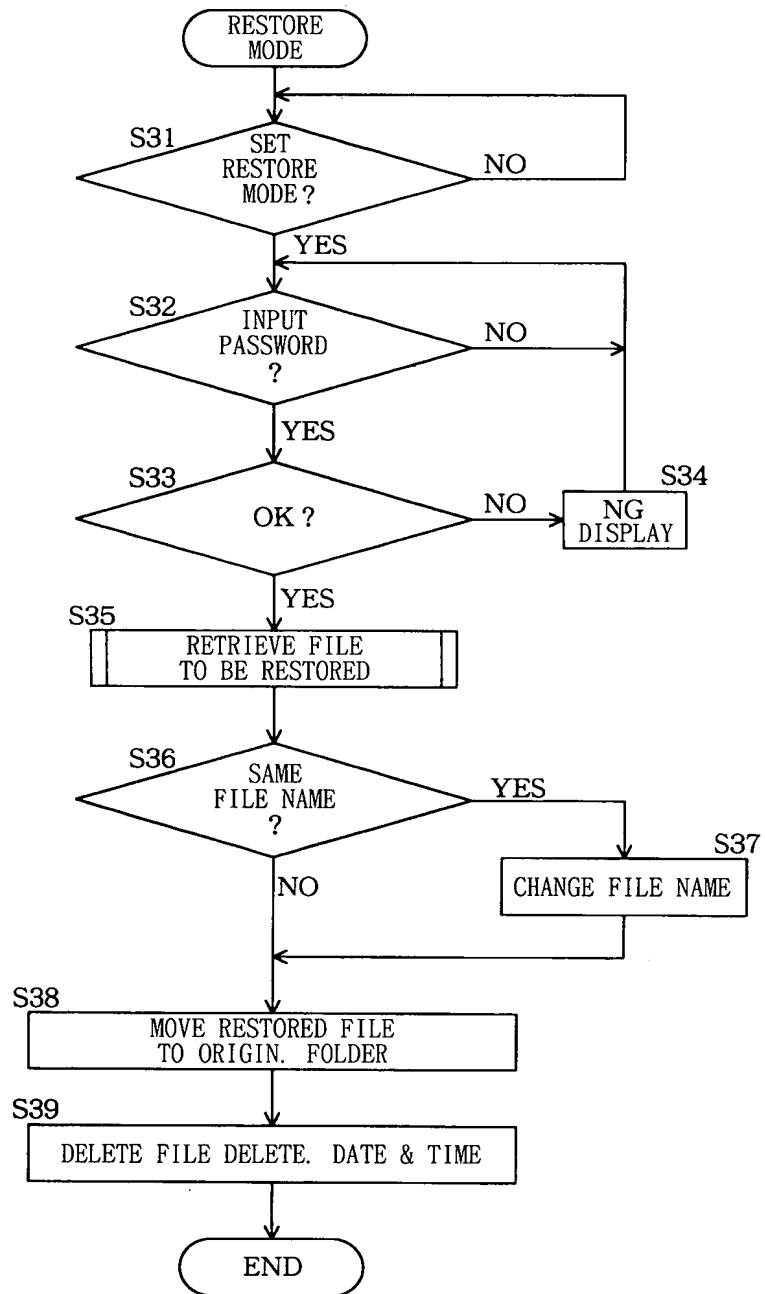 RESTORE
MODE
S31
SET
RESTORE
MODE?
NO
YES
S32
INPUT
PASSWORD
?
NO
YES
S33
OK?
NO
S34
NG
DISPLAY
YES
S35
RETRIEVE FILE
TO BE RESTORED
S36
SAME
FILE NAME
?
YES
S37
CHANGE FILE NAME
NO
S38
MOVE RESTORED FILE
TO ORIGIN. FOLDER
S39
DELETE FILE DELETE. DATE & TIME
END